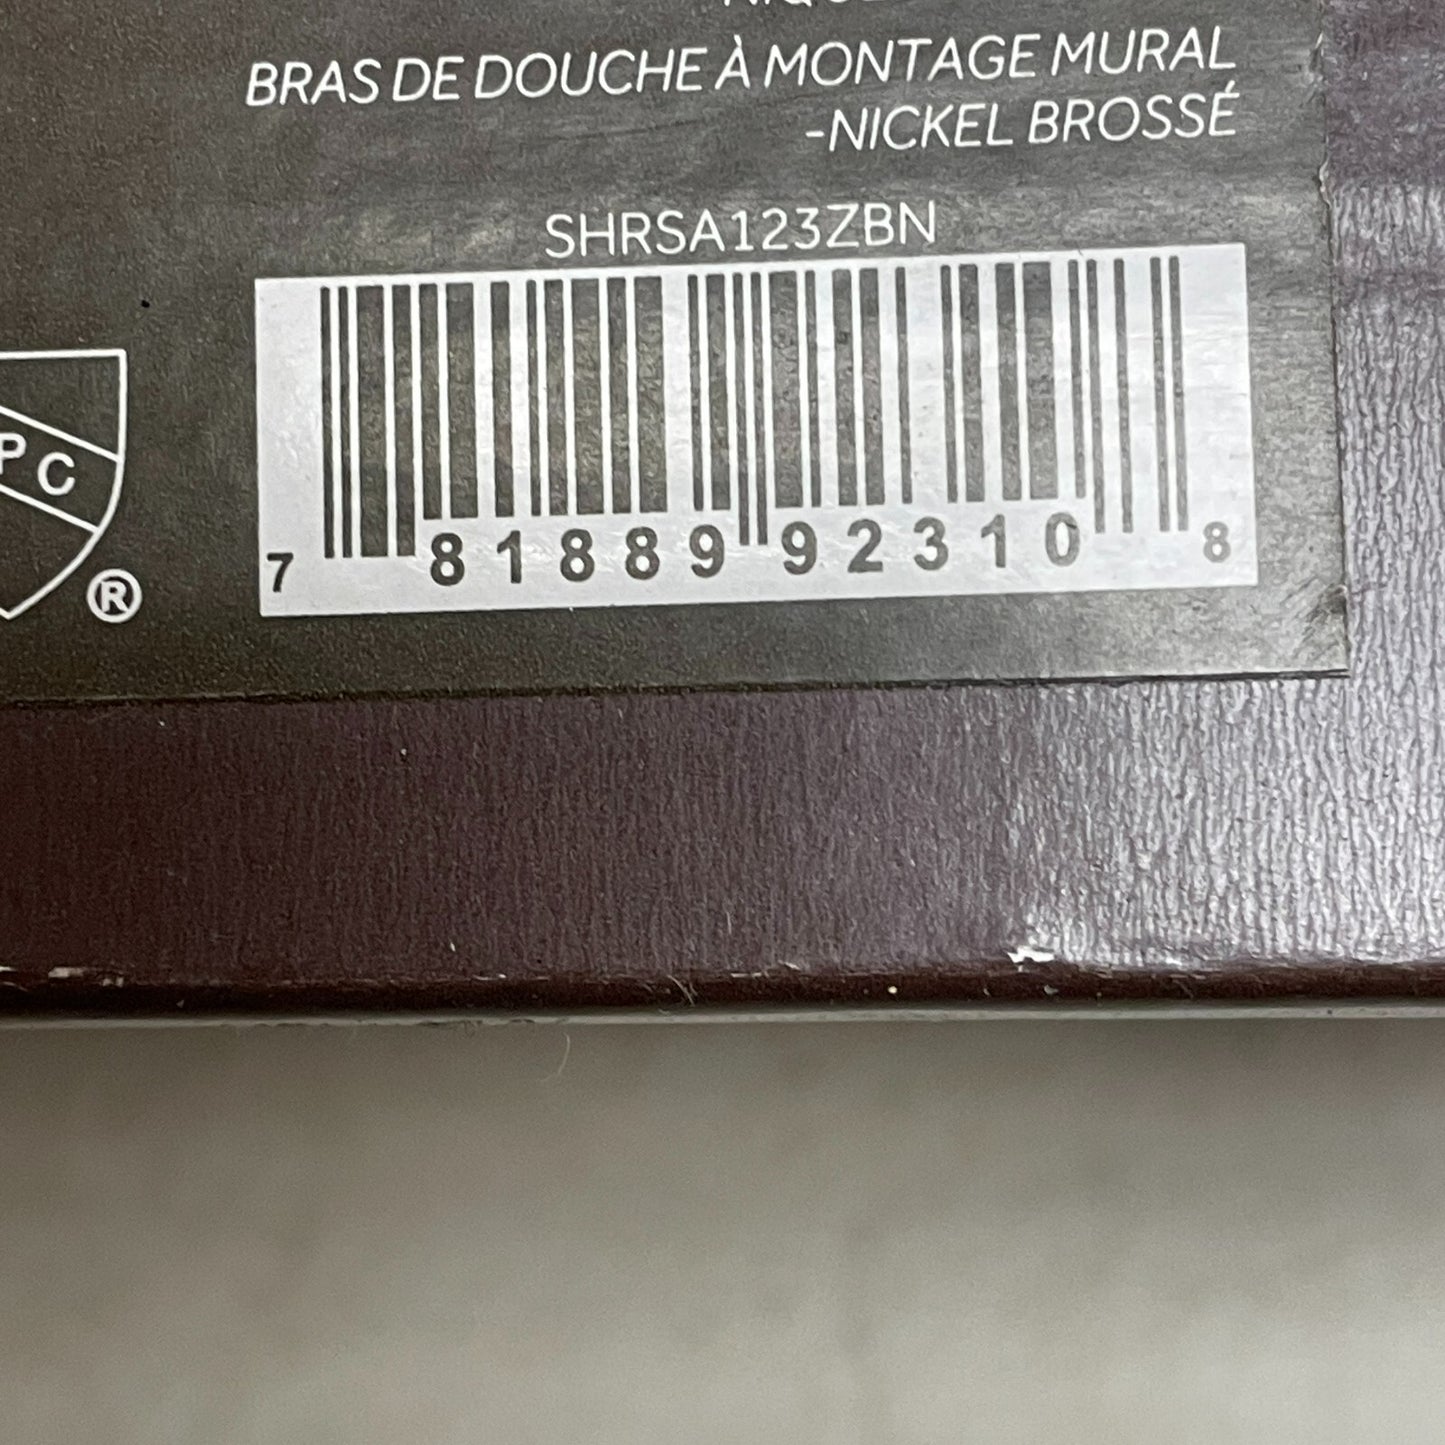 BRAS DE DOUCHE À MONTAGE MURAL
-NICKEL BROSSÉ
SHRSA123ZBN
PC
®
7 81889 92310 8